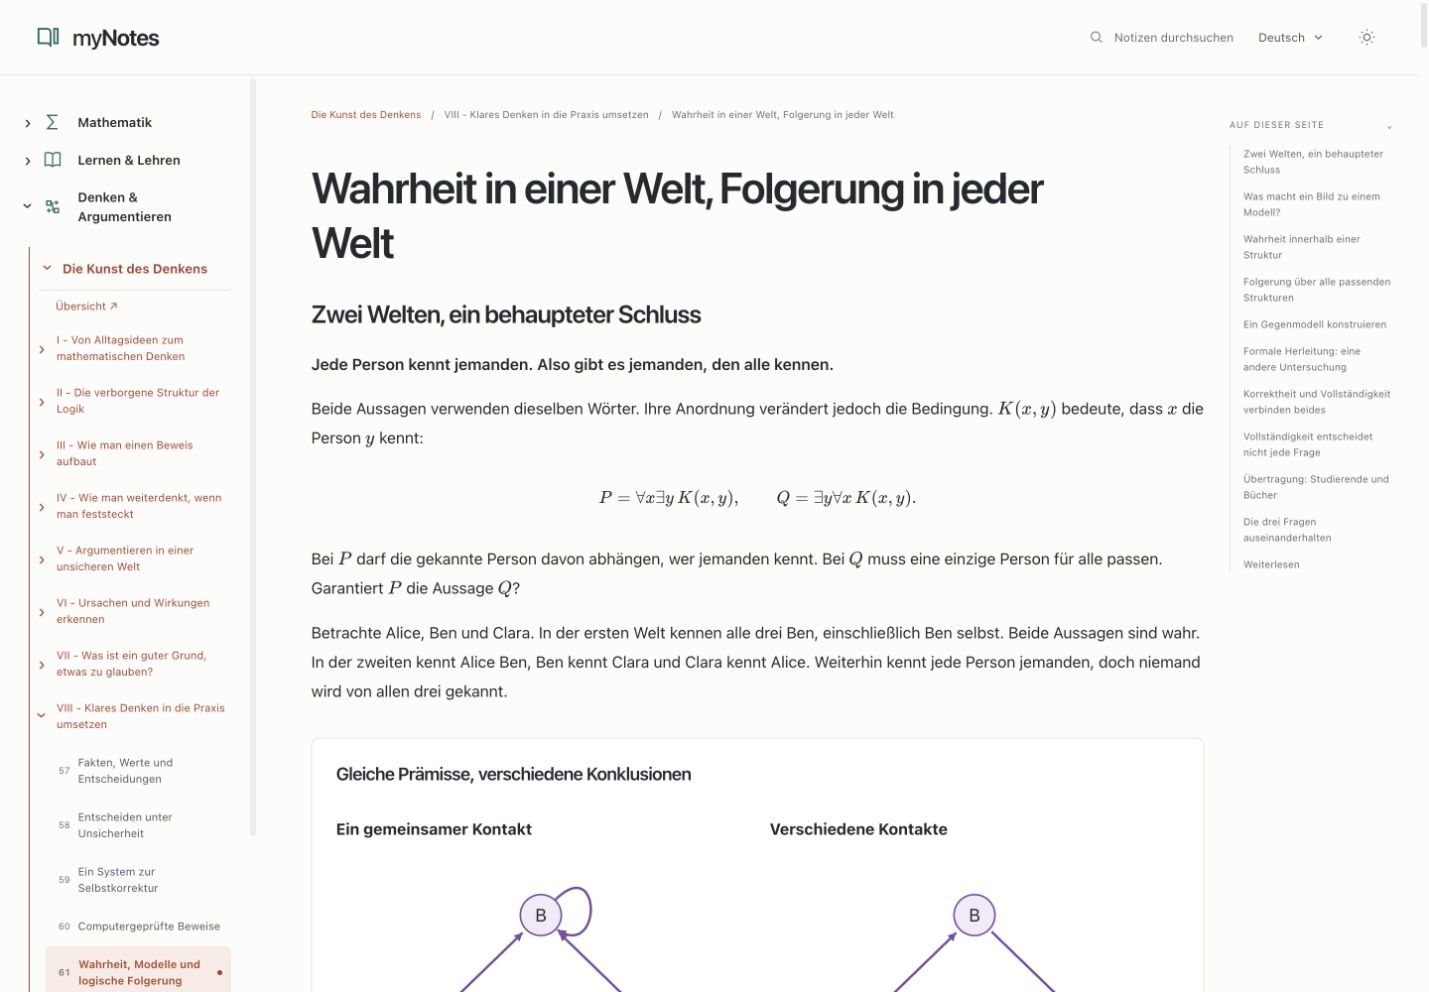 myNotes
Notizen durchsuchen
Deutsch
Mathematik
Lernen & Lehren
Denken &
Argumentieren
Die Kunst des Denkens
Übersicht ↗
I - Von Alltagsideen zum
mathematischen Denken
II - Die verborgene Struktur der
Logik
III - Wie man einen Beweis
aufbaut
IV - Wie man weiterdenkt, wenn
man feststeckt
V - Argumentieren in einer
unsicheren Welt
VI - Ursachen und Wirkungen
erkennen
VII - Was ist ein guter Grund,
etwas zu glauben?
VIII - Klares Denken in die Praxis
umsetzen
57 Fakten, Werte und
Entscheidungen
58 Entscheiden unter
Unsicherheit
59 Ein System zur
Selbstkorrektur
60 Computergeprüfte Beweise
61 Wahrheit, Modelle und
logische Folgerung
Die Kunst des Denkens / VIII - Klares Denken in die Praxis umsetzen / Wahrheit in einer Welt, Folgerung in jeder Welt
Wahrheit in einer Welt, Folgerung in jeder
Welt
Zwei Welten, ein behaupteter Schluss
Jede Person kennt jemanden. Also gibt es jemanden, den alle kennen.
Beide Aussagen verwenden dieselben Wörter. Ihre Anordnung verändert jedoch die Bedingung. K(x, y) bedeute, dass x die
Person y kennt:
P = ∀x∃y K(x, y), Q = ∃y∀x K(x, y).
Bei P darf die gekannte Person davon abhängen, wer jemanden kennt. Bei Q muss eine einzige Person für alle passen.
Garantiert P die Aussage Q?
Betrachte Alice, Ben und Clara. In der ersten Welt kennen alle drei Ben, einschließlich Ben selbst. Beide Aussagen sind wahr.
In der zweiten kennt Alice Ben, Ben kennt Clara und Clara kennt Alice. Weiterhin kennt jede Person jemanden, doch niemand
wird von allen drei gekannt.
Gleiche Prämisse, verschiedene Konklusionen
Ein gemeinsamer Kontakt
Verschiedene Kontakte
B
B
AUF DIESER SEITE
Zwei Welten, ein behaupteter
Schluss
Was macht ein Bild zu einem
Modell?
Wahrheit innerhalb einer
Struktur
Folgerung über alle passenden
Strukturen
Ein Gegenmodell konstruieren
Formale Herleitung: eine
andere Untersuchung
Korrektheit und Vollständigkeit
verbinden beides
Vollständigkeit entscheidet
nicht jede Frage
Übertragung: Studierende und
Bücher
Die drei Fragen
auseinanderhalten
Weiterlesen